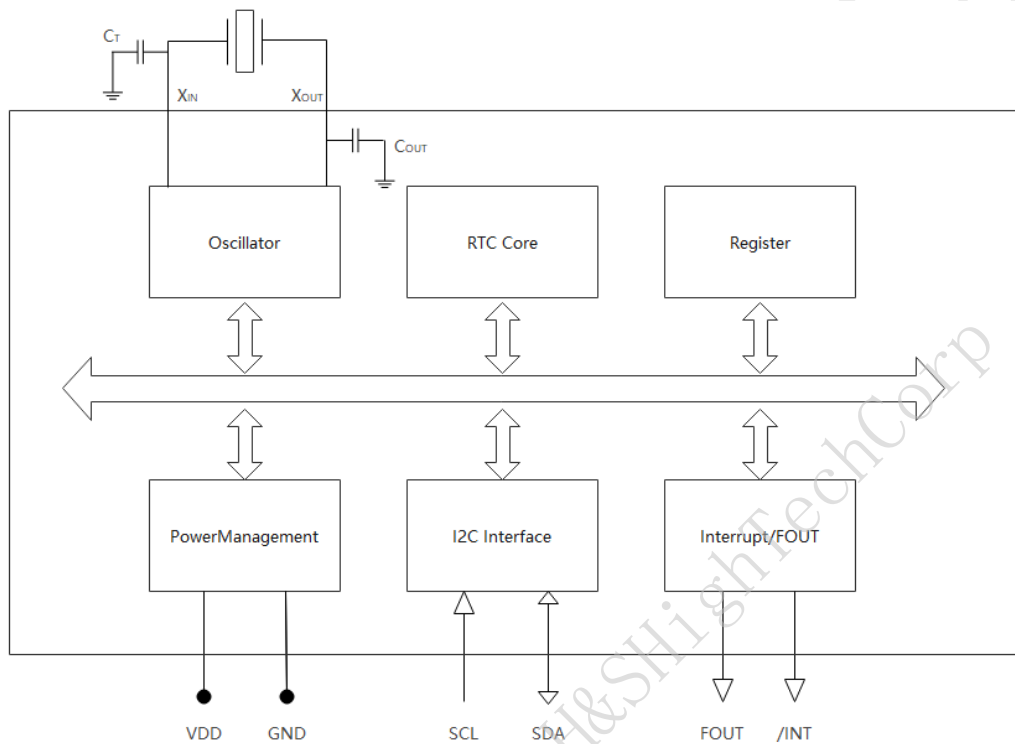 CT
XIN XOUT
COUT
Oscillator RTC Core Register
PowerManagement I2C Interface Interrupt/FOUT
VDD GND SCL SDA FOUT /INT
H&SHighTechCorp